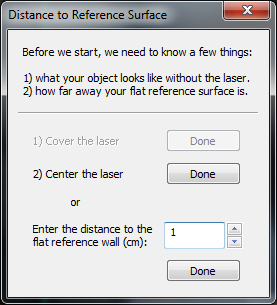 Distance to Reference Surface
Before we start, we need to know a few things:
1) what your object looks like without the laser.
2) how far away your flat reference surface is.
1) Cover the laser
Done
2) Center the laser
Done
or
Enter the distance to the
flat reference wall (cm):
1
Done